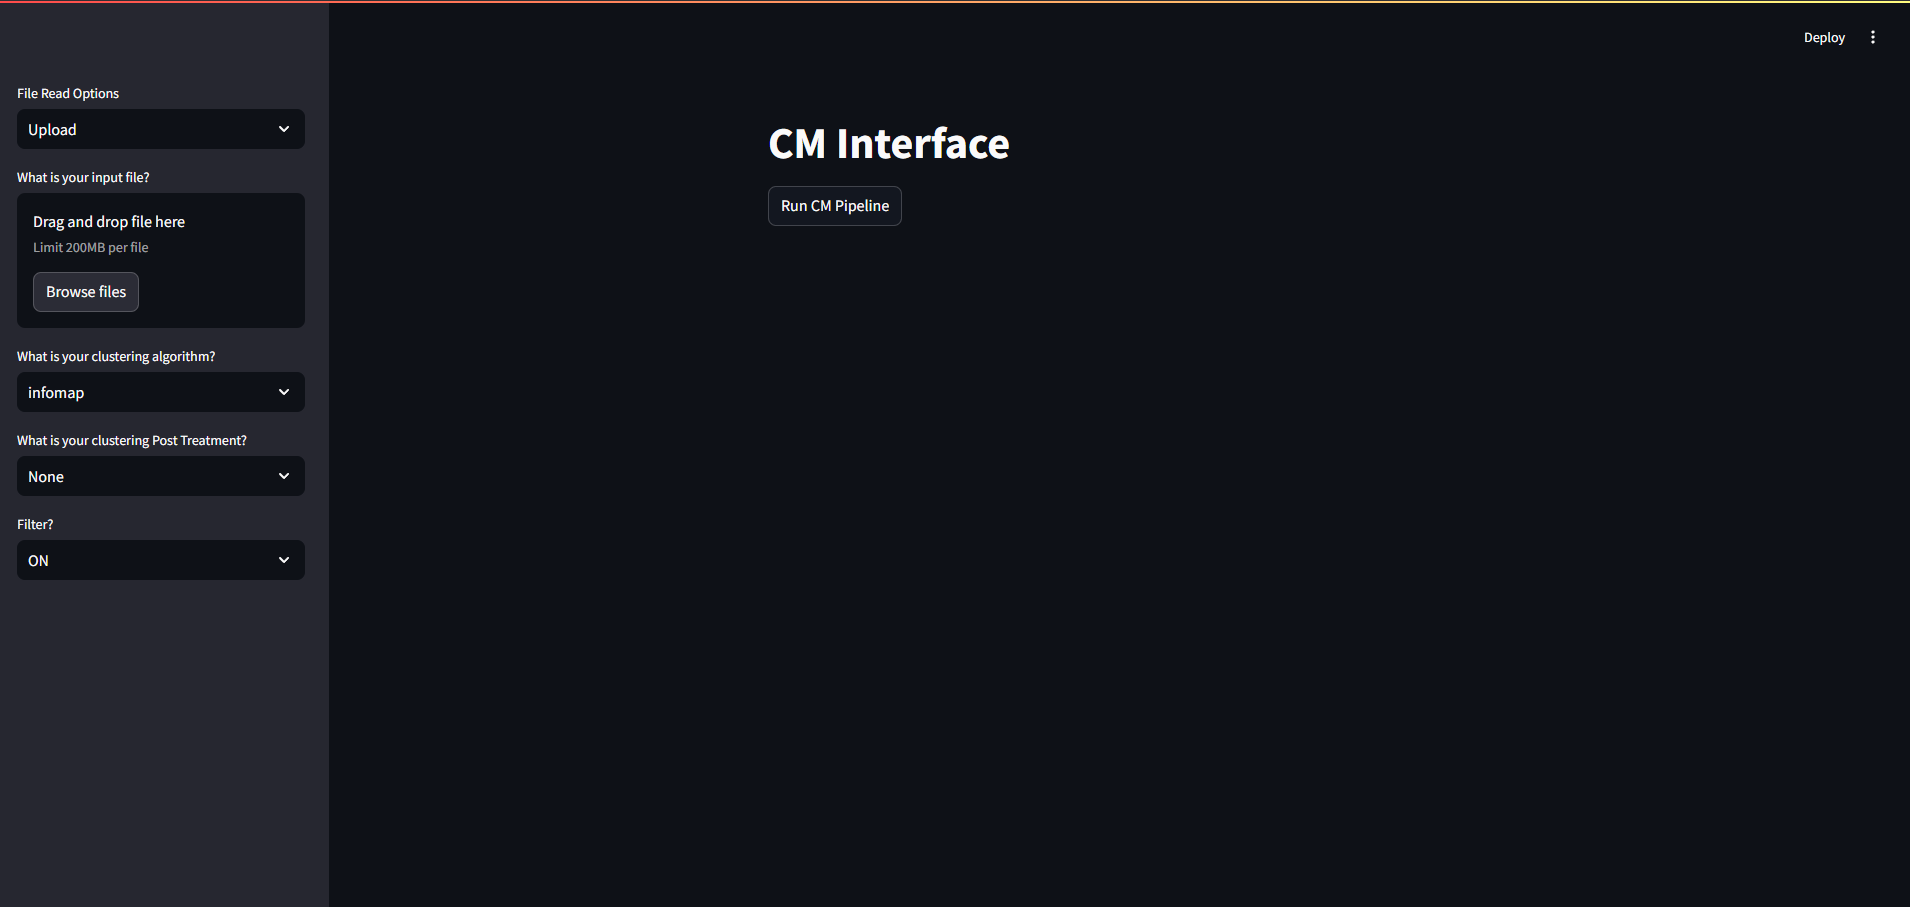 File Read Options
Upload
What is your input file?
Drag and drop file here
Limit 200MB per file
Browse files
What is your clustering algorithm?
infomap
What is your clustering Post Treatment?
None
Filter?
ON
Deploy
CM Interface
Run CM Pipeline